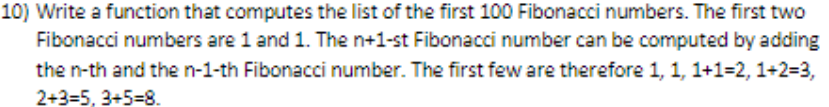 10) Write a function that computes the list of the first 100 Fibonacci numbers. The first two
Fibonacci numbers are 1 and 1. The n+1-st Fibonacci number can be computed by adding
the n-th and the n-1-th Fibonacci number. The first few are therefore 1, 1, 1+1=2, 1+2=3,
2+3=5, 3+5=8.